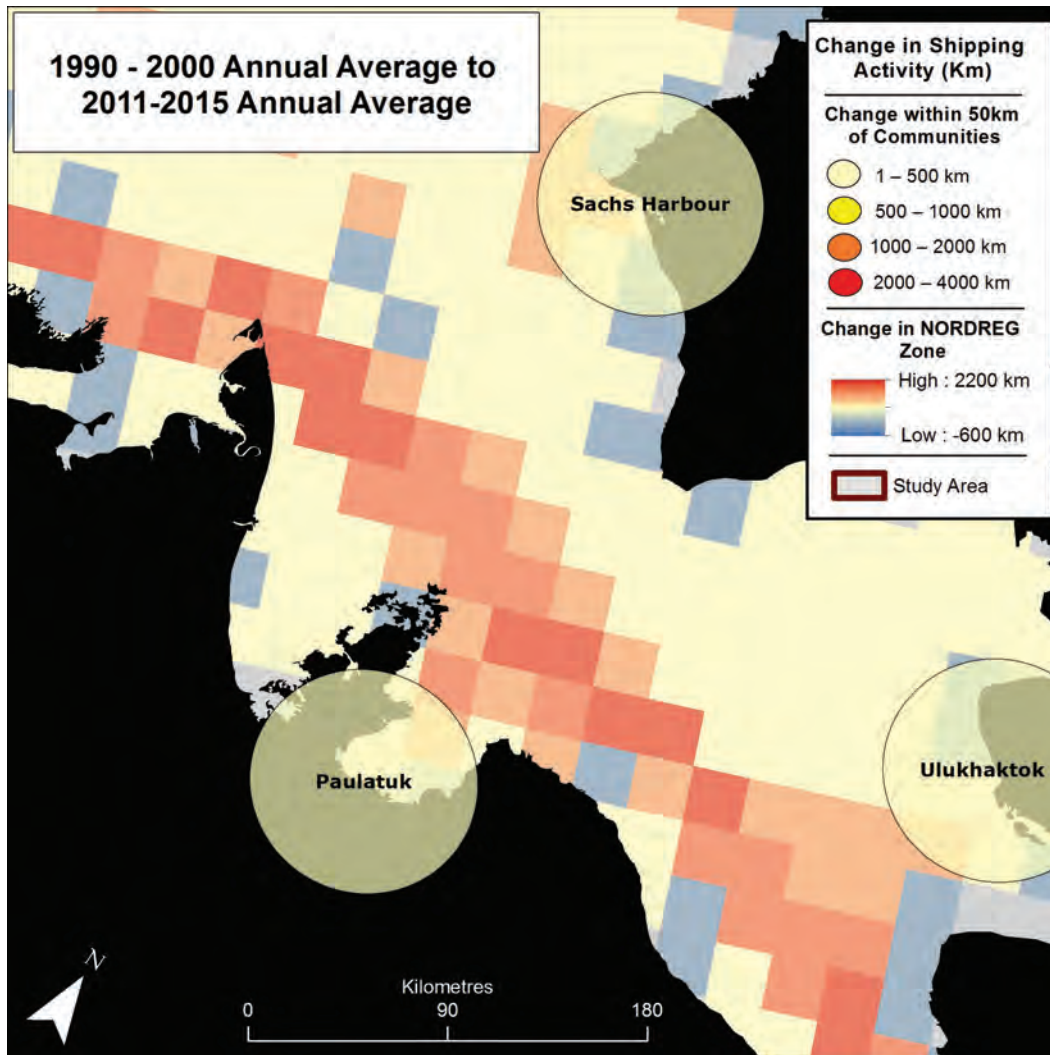 1990 - 2000 Annual Average to
2011-2015 Annual Average
Change in Shipping
Activity (Km)
Change within 50km
of Communities
1 – 500 km
500 – 1000 km
1000 – 2000 km
2000 – 4000 km
Change in NORDREG
Zone
High : 2200 km
Low : -600 km
Study Area
Sachs Harbour
Paulatuk
Ulukhaktok
N
Kilometres
0 90 180